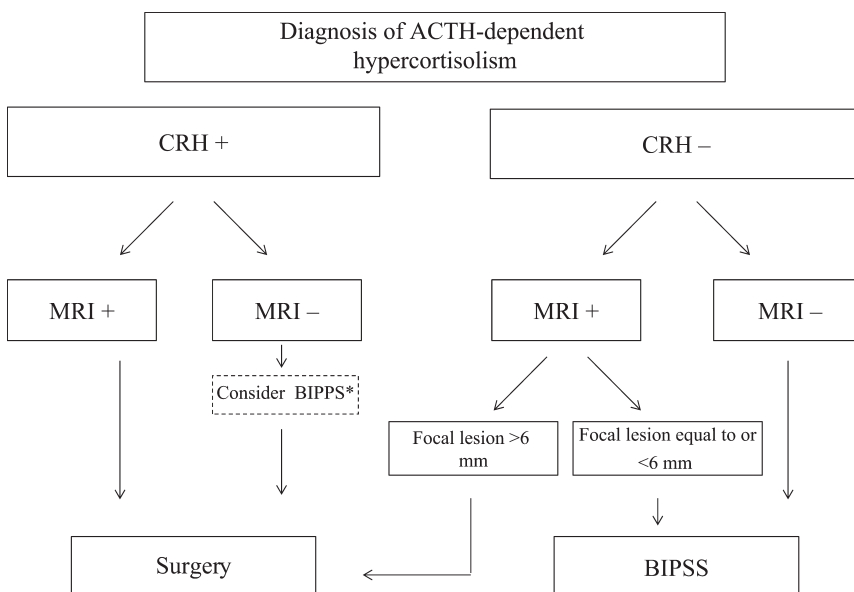 Diagnosis of ACTH-dependent
hypercortisolism
CRH +
CRH –
MRI +
MRI –
MRI +
MRI –
Consider BIPPS*
Focal lesion >6
mm
Focal lesion equal to or
<6 mm
Surgery
BIPSS